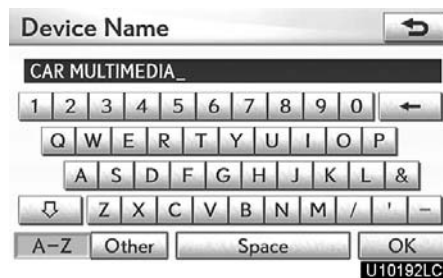 Device Name
CAR MULTIMEDIA_
1 2 3 4 5 6 7 8 9 0 ←
Q W E R T Y U I O P
A S D F G H J K L &
⇩ Z X C V B N M / ' –
A–Z Other Space OK
U10192LC